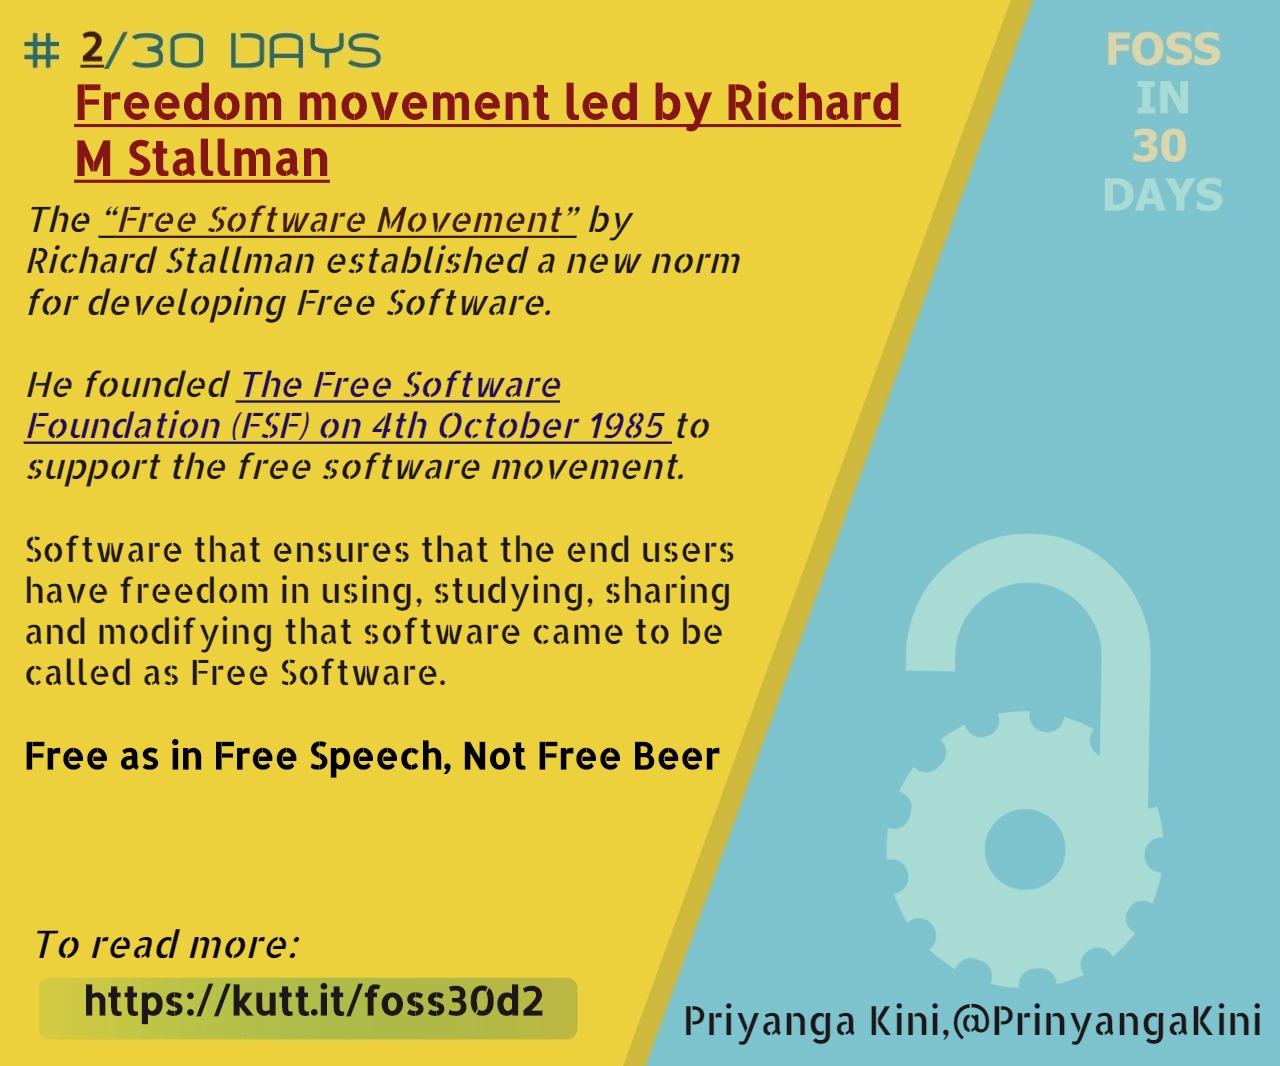 # 2/30 DAYS
Freedom movement led by Richard
M Stallman
The “Free Software Movement” by
Richard Stallman established a new norm
for developing Free Software.
He founded The Free Software
Foundation (FSF) on 4th October 1985 to
support the free software movement.
Software that ensures that the end users
have freedom in using, studying, sharing
and modifying that software came to be
called as Free Software.
Free as in Free Speech, Not Free Beer
To read more:
https://kutt.it/foss30d2
FOSS
IN
30
DAYS
Priyanga Kini,@PrinyangaKini